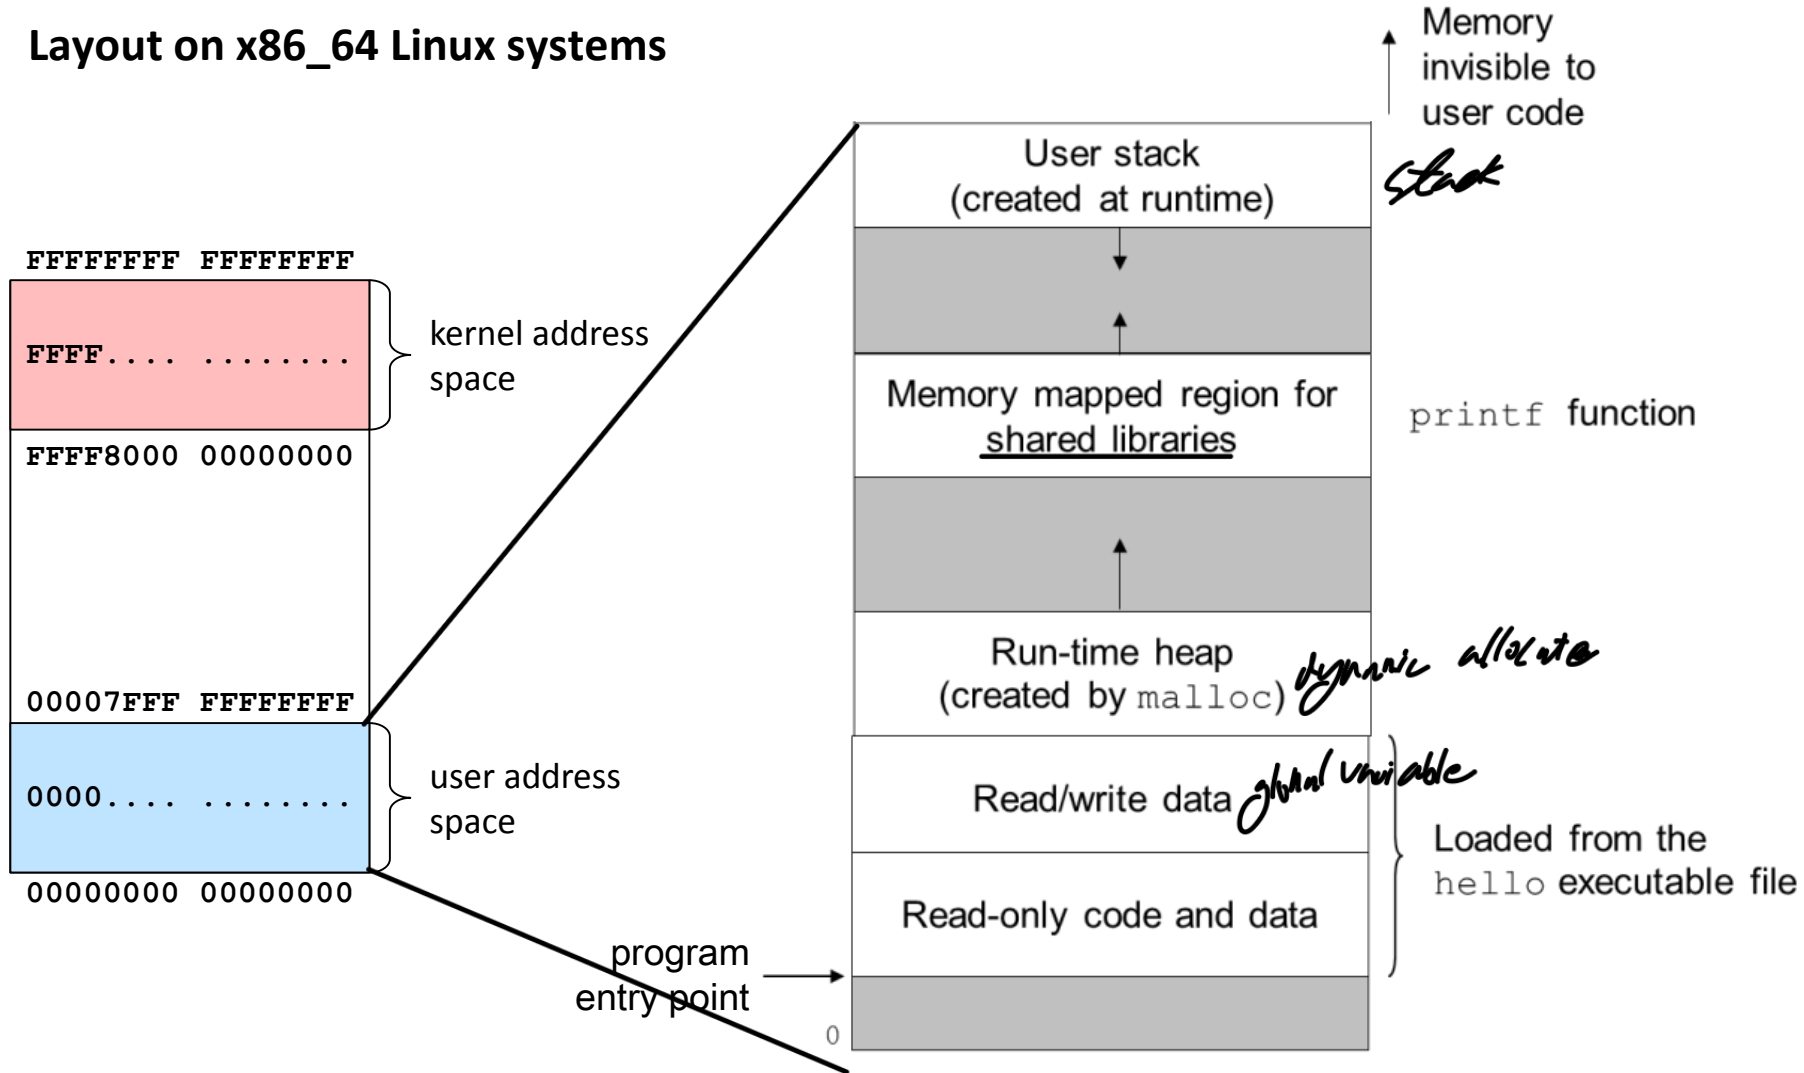 Layout on x86_64 Linux systems
FFFFFFFF FFFFFFFF
FFFF.... ........
kernel address
space
FFFF8000 00000000
00007FFF FFFFFFFF
0000.... ........
user address
space
00000000 00000000
Memory
invisible to
user code
User stack
(created at runtime)
stack
Memory mapped region for
shared libraries
printf function
Run-time heap
(created by malloc)
dynamic allocate
Read/write data
global variable
Loaded from the
hello executable file
Read-only code and data
program
entry point
0